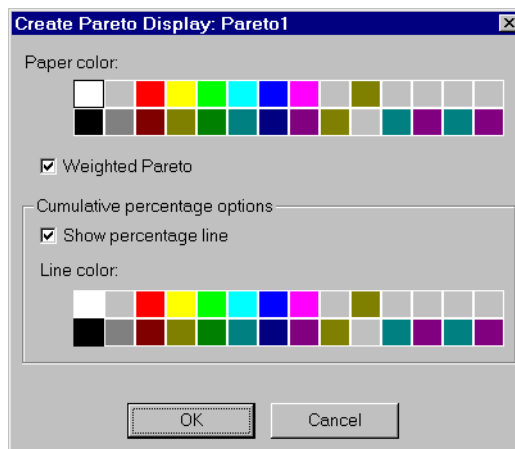 Create Pareto Display: Pareto1
Paper color:
Weighted Pareto
Cumulative percentage options
Show percentage line
Line color:
OK
Cancel